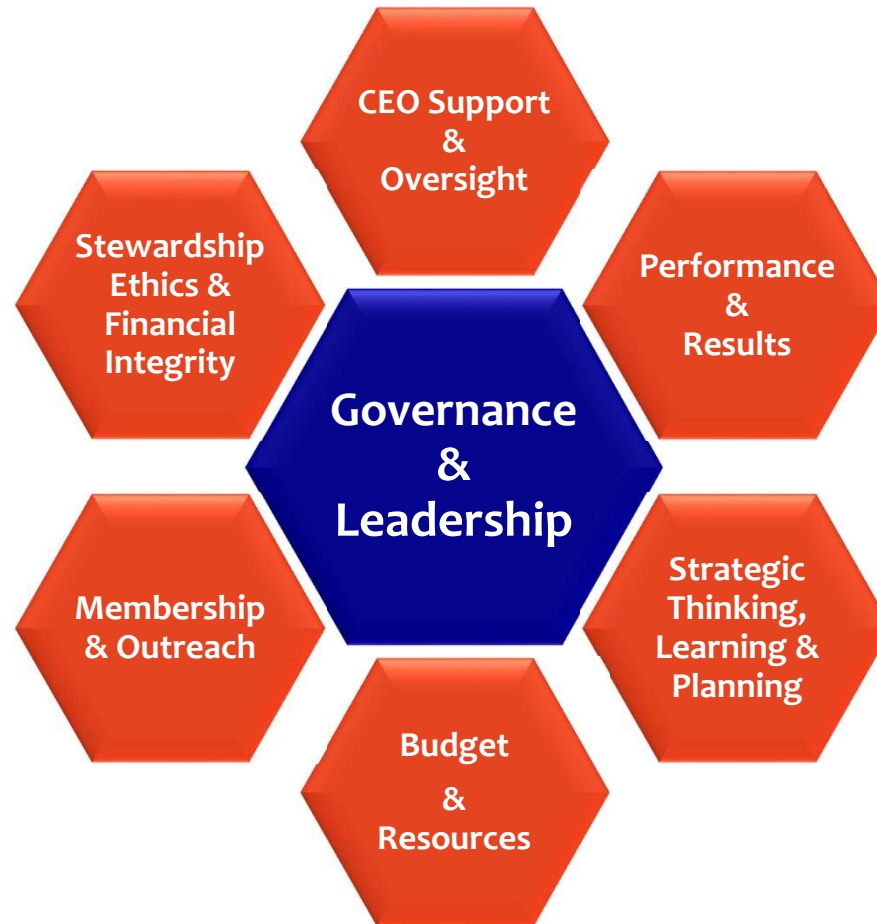 CEO Support
&
Oversight
Stewardship
Ethics &
Financial
Integrity
Performance
&
Results
Governance
&
Leadership
Membership
& Outreach
Strategic
Thinking,
Learning &
Planning
Budget
&
Resources